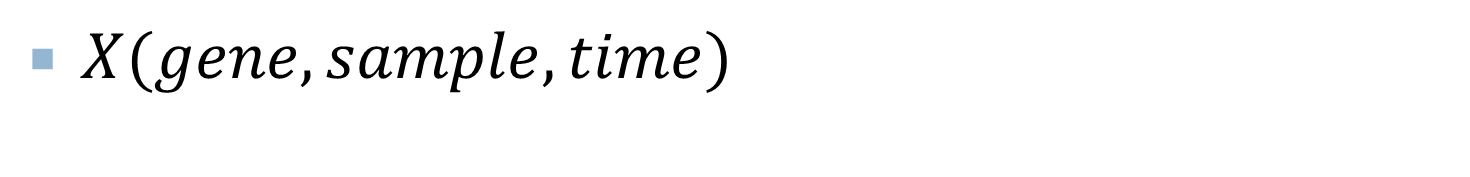 ▪ X(gene, sample, time)